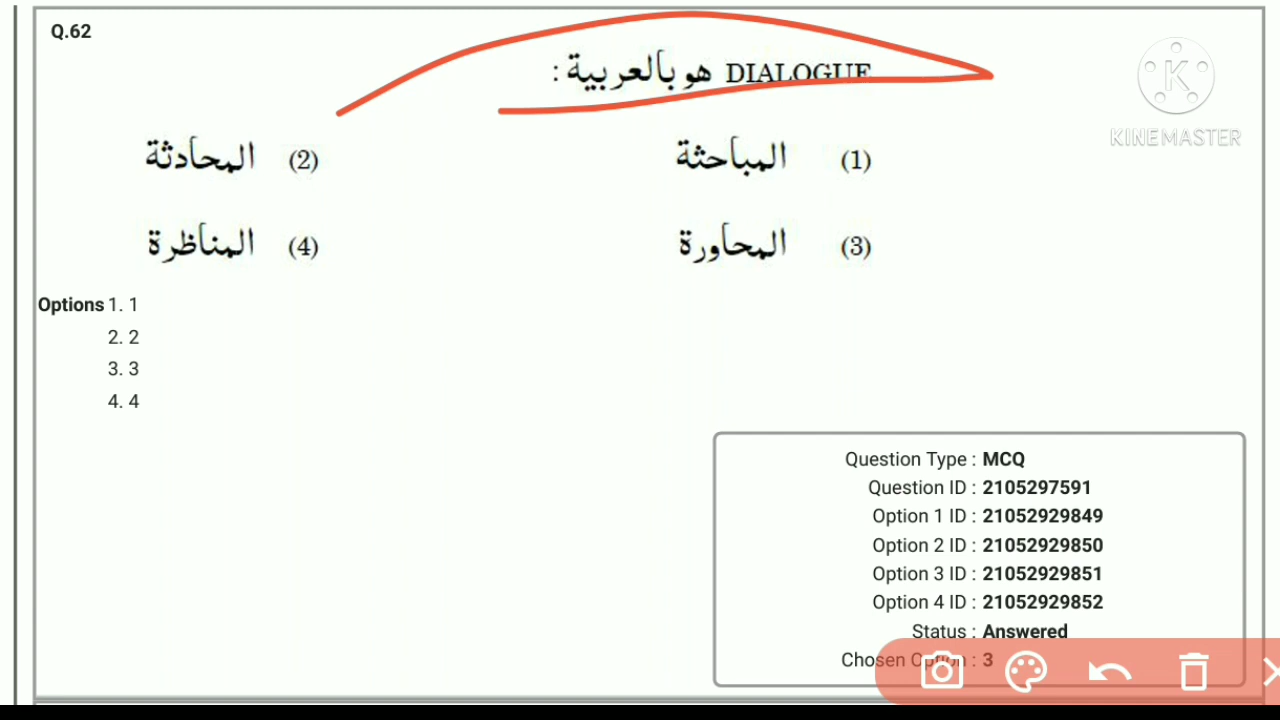 Q.62
DIALOGUE هو بالعربية :
(1) المباحثة (2) المحادثة
(3) المحاورة (4) المناظرة
Options 1. 1
2. 2
3. 3
4. 4
Question Type : MCQ
Question ID : 2105297591
Option 1 ID : 21052929849
Option 2 ID : 21052929850
Option 3 ID : 21052929851
Option 4 ID : 21052929852
Status : Answered
Chosen Option : 3
K
KINEMASTER